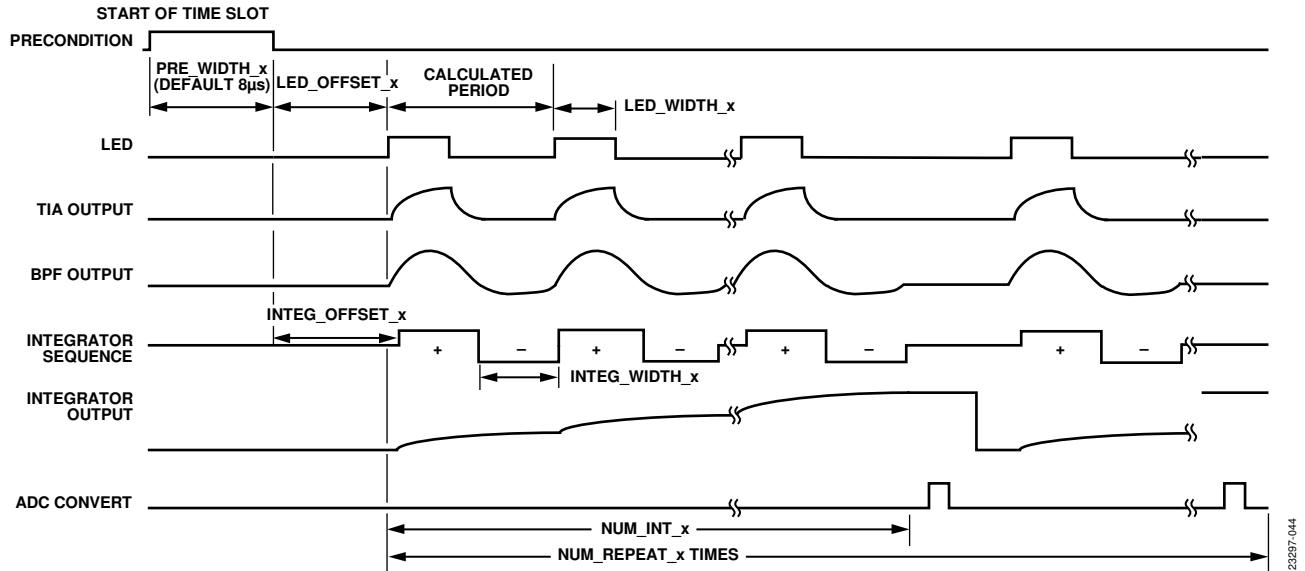 START OF TIME SLOT
PRECONDITION
PRE_WIDTH_x
(DEFAULT 8µs)
LED_OFFSET_x
CALCULATED
PERIOD
LED_WIDTH_x
LED
TIA OUTPUT
BPF OUTPUT
INTEG_OFFSET_x
INTEGRATOR
SEQUENCE
+ – + – + – + –
INTEG_WIDTH_x
INTEGRATOR
OUTPUT
ADC CONVERT
NUM_INT_x
NUM_REPEAT_x TIMES
23297-044